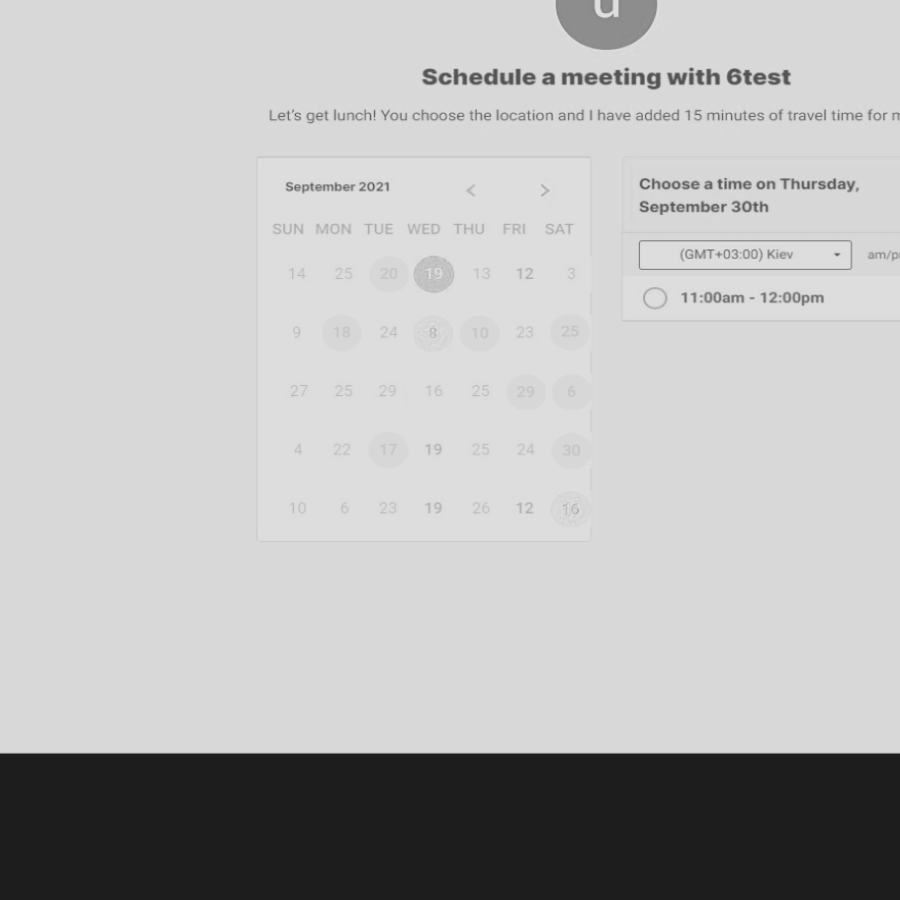 u
Schedule a meeting with 6test
Let's get lunch! You choose the location and I have added 15 minutes of travel time for
September 2021 < >
SUN MON TUE WED THU FRI SAT
14 25 20 19 13 12 3
9 18 24 8 10 23 25
27 25 29 16 25 29 6
4 22 17 19 25 24 30
10 6 23 19 26 12 16
Choose a time on Thursday,
September 30th
(GMT+03:00) Kiev am/p
11:00am - 12:00pm